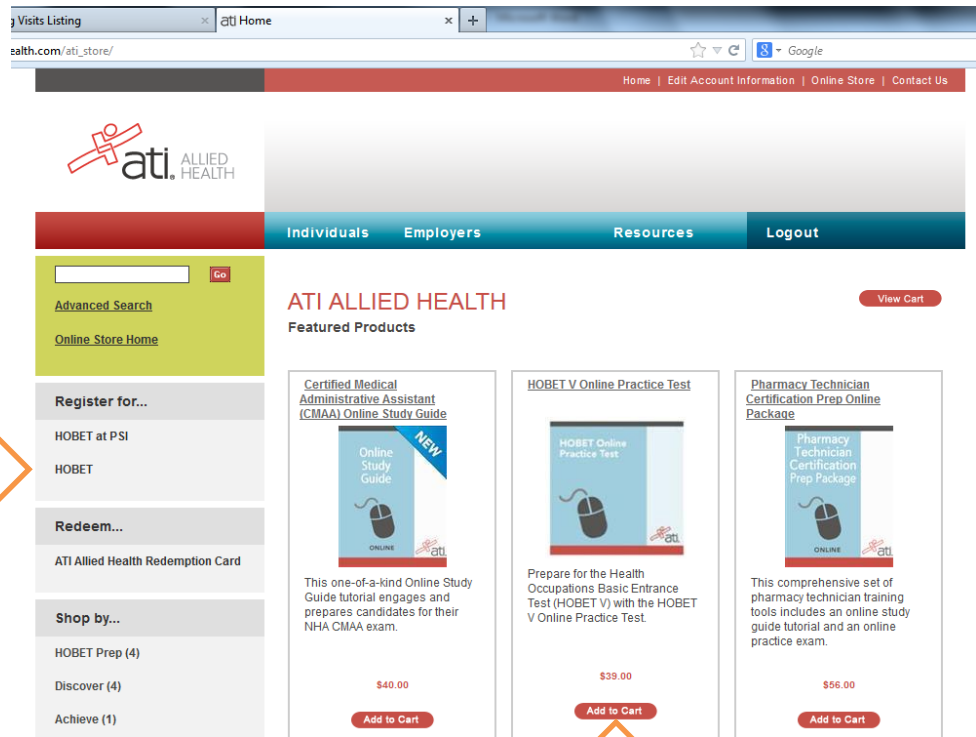 g Visits Listing × ati Home × +
ealth.com/ati_store/ Google
Home | Edit Account Information | Online Store | Contact Us
ati® ALLIED HEALTH
Individuals Employers Resources Logout
Go
Advanced Search
Online Store Home
Register for...
HOBET at PSI
HOBET
Redeem...
ATI Allied Health Redemption Card
Shop by...
HOBET Prep (4)
Discover (4)
Achieve (1)
ATI ALLIED HEALTH
View Cart
Featured Products
Certified Medical
Administrative Assistant
(CMAA) Online Study Guide
Online
Study
Guide
NEW
ONLINE
ati
This one-of-a-kind Online Study
Guide tutorial engages and
prepares candidates for their
NHA CMAA exam.
$40.00
Add to Cart
HOBET V Online Practice Test
HOBET Online
Practice Test
ati
Prepare for the Health
Occupations Basic Entrance
Test (HOBET V) with the HOBET
V Online Practice Test.
$39.00
Add to Cart
Pharmacy Technician
Certification Prep Online
Package
Pharmacy
Technician
Certification
Prep Package
ONLINE
ati
This comprehensive set of
pharmacy technician training
tools includes an online study
guide tutorial and an online
practice exam.
$56.00
Add to Cart